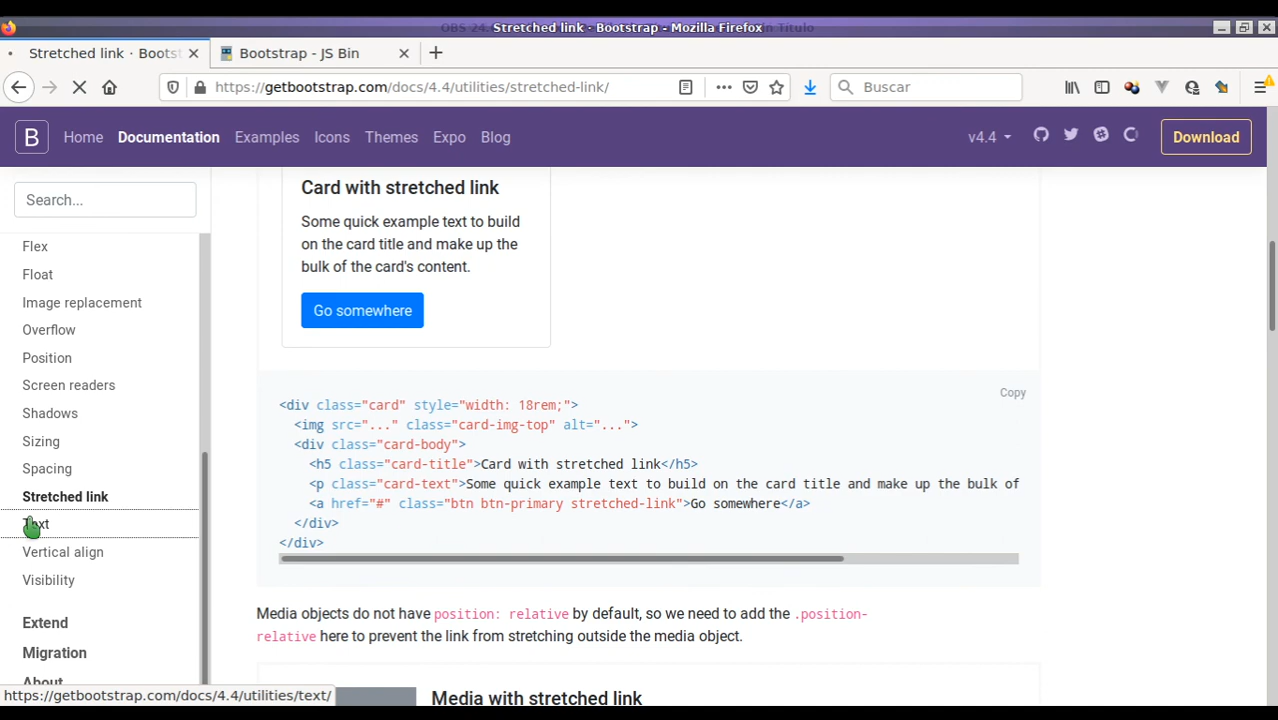 Stretched link · Bootstrap - Mozilla Firefox
Stretched link · Bootst
Bootstrap - JS Bin
https://getbootstrap.com/docs/4.4/utilities/stretched-link/
Buscar
B
Home
Documentation
Examples
Icons
Themes
Expo
Blog
v4.4
Download
Search...
Flex
Float
Image replacement
Overflow
Position
Screen readers
Shadows
Sizing
Spacing
Stretched link
Text
Vertical align
Visibility
Extend
Migration
About
https://getbootstrap.com/docs/4.4/utilities/text/
Card with stretched link
Some quick example text to build
on the card title and make up the
bulk of the card's content.
Go somewhere
Copy
<div class="card" style="width: 18rem;">
<img src="..." class="card-img-top" alt="...">
<div class="card-body">
<h5 class="card-title">Card with stretched link</h5>
<p class="card-text">Some quick example text to build on the card title and make up the bulk of
<a href="#" class="btn btn-primary stretched-link">Go somewhere</a>
</div>
</div>
Media objects do not have position: relative by default, so we need to add the .position-
relative here to prevent the link from stretching outside the media object.
Media with stretched link